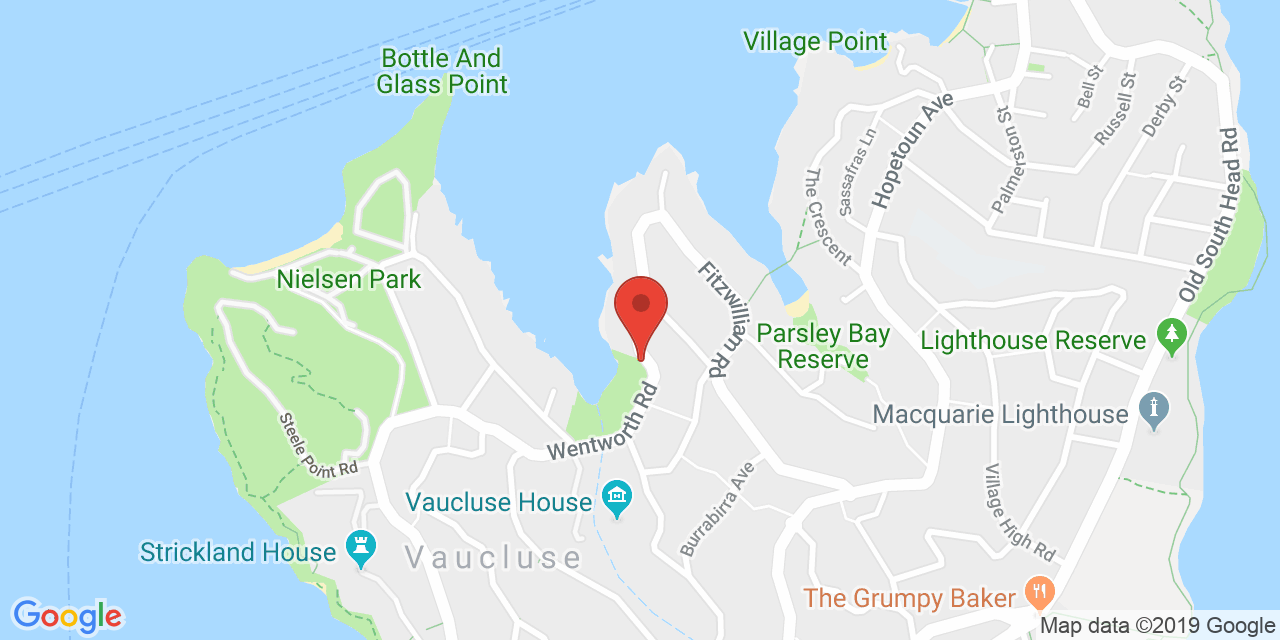 Bottle And
Glass Point
Village Point
Bell St
Russell St
Derby St
Hopetoun Ave
Palmerston St
Sassafras Ln
The Crescent
Old South Head Rd
Nielsen Park
Fitzwilliam Rd
Parsley Bay
Reserve
Lighthouse Reserve
Macquarie Lighthouse
Steele Point Rd
Wentworth Rd
Vaucluse House
Burrabirra Ave
Village High Rd
Strickland House
Vaucluse
The Grumpy Baker
Google
Map data ©2019 Google